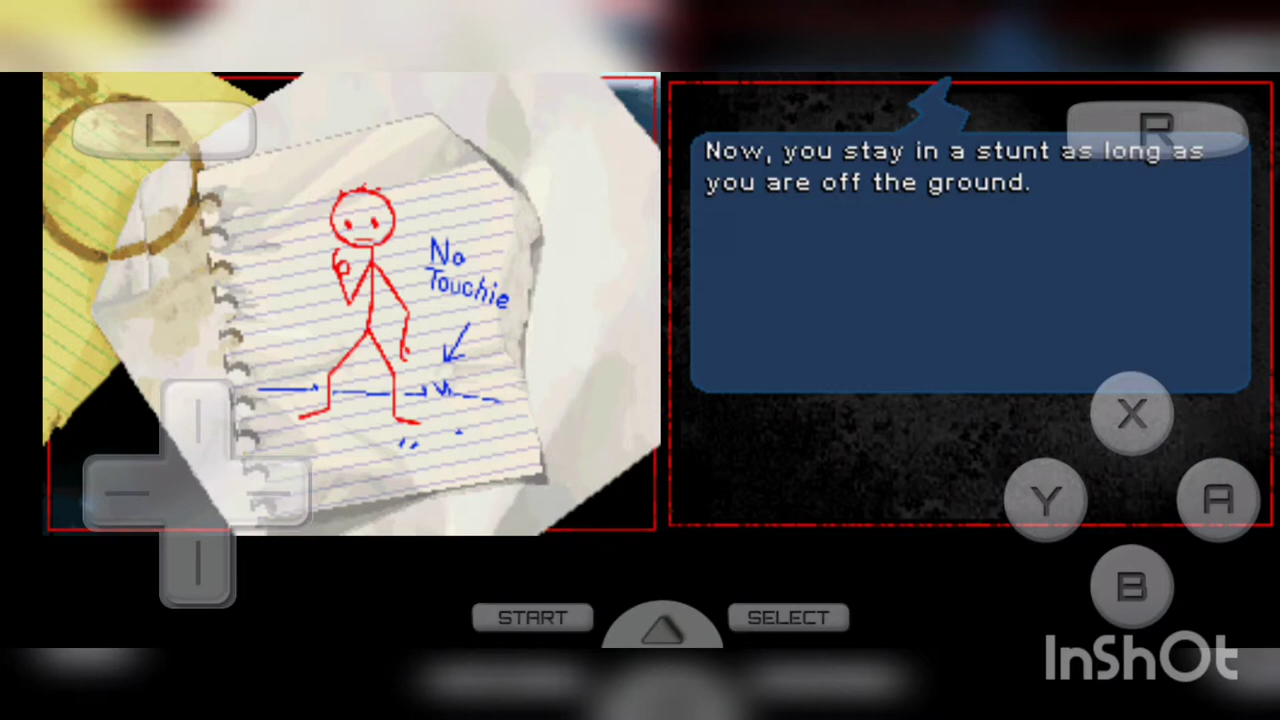 L
R
No
Touchie
Now, you stay in a stunt as long as
you are off the ground.
X
Y
A
B
START
SELECT
InShOt